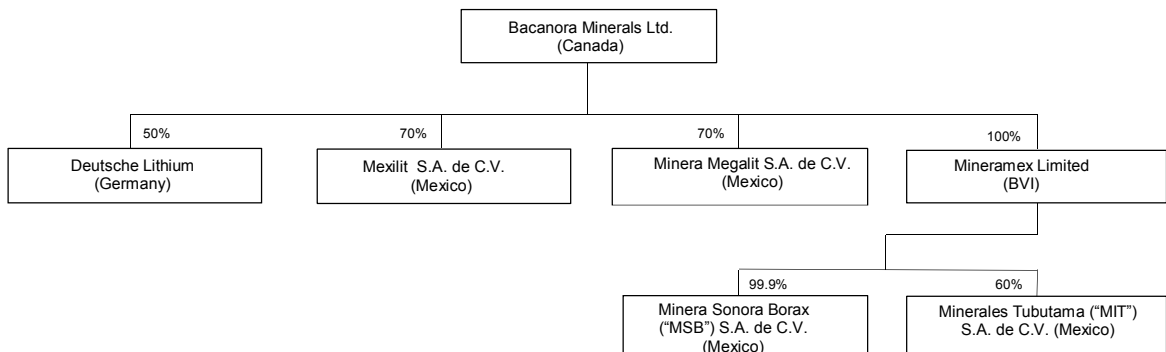 Bacanora Minerals Ltd.
(Canada)
50%
70%
70%
100%
Deutsche Lithium
(Germany)
Mexilit S.A. de C.V.
(Mexico)
Minera Megalit S.A. de C.V.
(Mexico)
Mineramex Limited
(BVI)
99.9%
60%
Minera Sonora Borax
(“MSB”) S.A. de C.V.
(Mexico)
Minerales Tubutama (“MIT”)
S.A. de C.V. (Mexico)